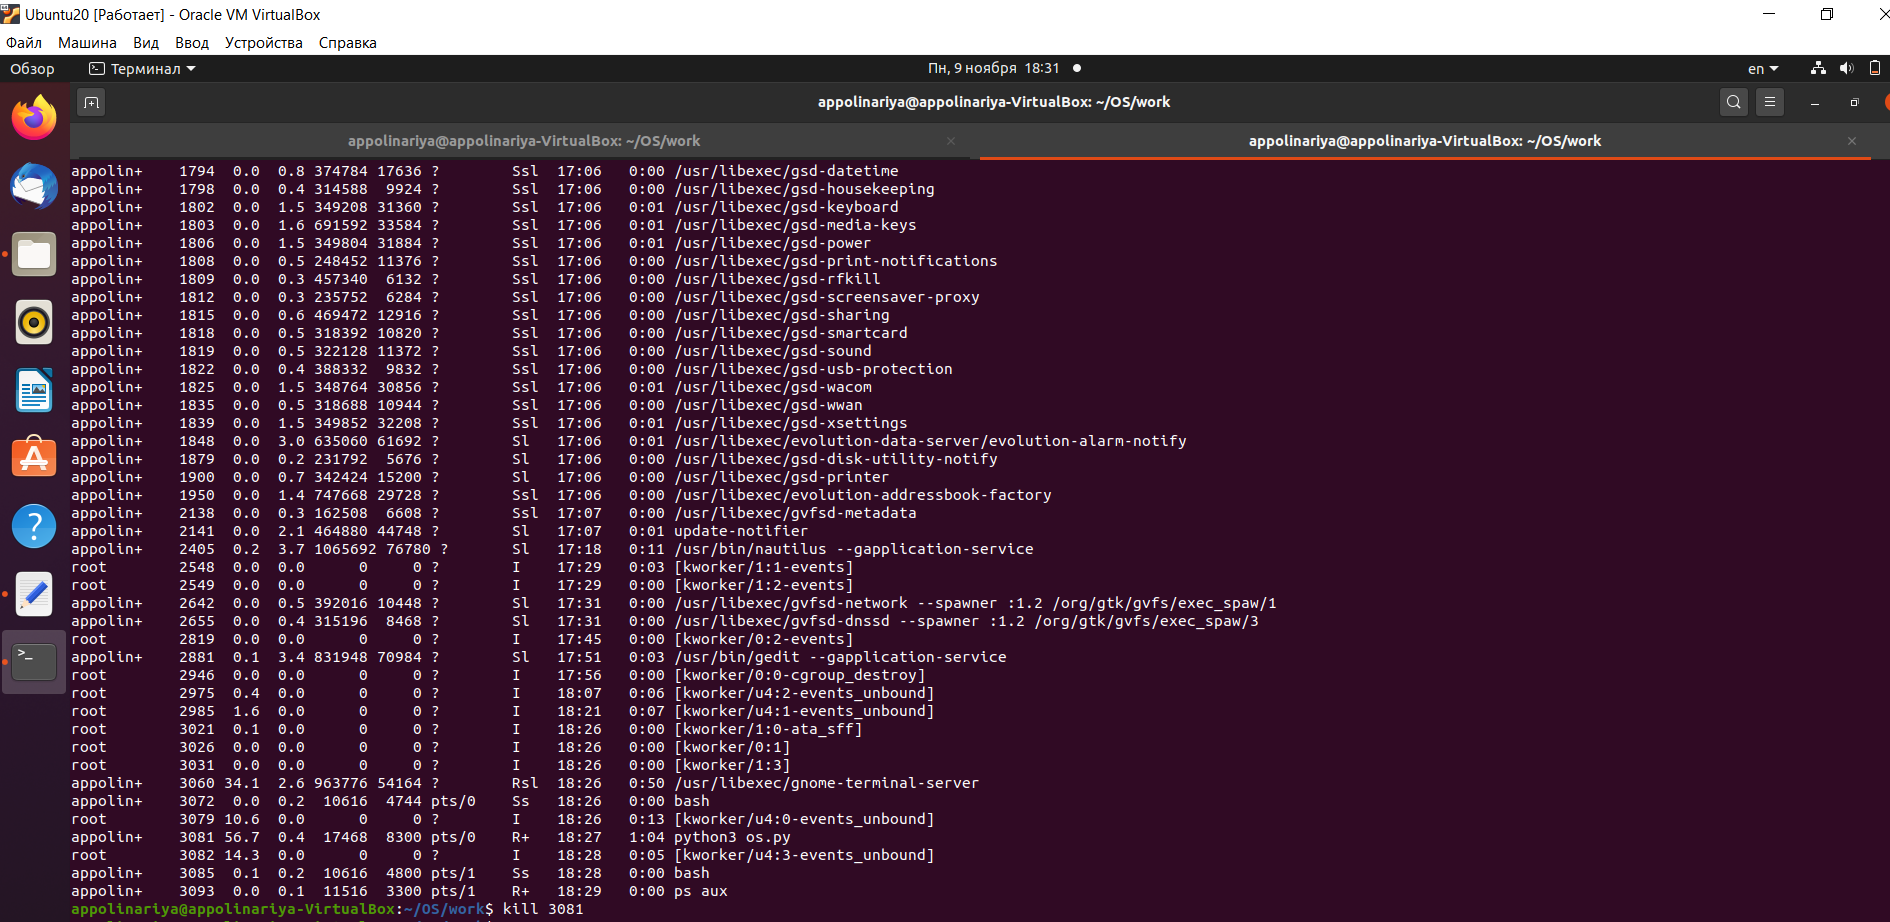 Ubuntu20 [Работает] - Oracle VM VirtualBox
Файл Машина Вид Ввод Устройства Справка
Обзор Терминал Пн, 9 ноября 18:31 en
appolinariya@appolinariya-VirtualBox: ~/OS/work
appolinariya@appolinariya-VirtualBox: ~/OS/work appolinariya@appolinariya-VirtualBox: ~/OS/work
appolin+ 1794 0.0 0.8 374784 17636 ? Ssl 17:06 0:00 /usr/libexec/gsd-datetime
appolin+ 1798 0.0 0.4 314588 9924 ? Ssl 17:06 0:00 /usr/libexec/gsd-housekeeping
appolin+ 1802 0.0 1.5 349208 31360 ? Ssl 17:06 0:01 /usr/libexec/gsd-keyboard
appolin+ 1803 0.0 1.6 691592 33584 ? Ssl 17:06 0:01 /usr/libexec/gsd-media-keys
appolin+ 1806 0.0 1.5 349804 31884 ? Ssl 17:06 0:01 /usr/libexec/gsd-power
appolin+ 1808 0.0 0.5 248452 11376 ? Ssl 17:06 0:00 /usr/libexec/gsd-print-notifications
appolin+ 1809 0.0 0.3 457340 6132 ? Ssl 17:06 0:00 /usr/libexec/gsd-rfkill
appolin+ 1812 0.0 0.3 235752 6284 ? Ssl 17:06 0:00 /usr/libexec/gsd-screensaver-proxy
appolin+ 1815 0.0 0.6 469472 12916 ? Ssl 17:06 0:00 /usr/libexec/gsd-sharing
appolin+ 1818 0.0 0.5 318392 10820 ? Ssl 17:06 0:00 /usr/libexec/gsd-smartcard
appolin+ 1819 0.0 0.5 322128 11372 ? Ssl 17:06 0:00 /usr/libexec/gsd-sound
appolin+ 1822 0.0 0.4 388332 9832 ? Ssl 17:06 0:00 /usr/libexec/gsd-usb-protection
appolin+ 1825 0.0 1.5 348764 30856 ? Ssl 17:06 0:01 /usr/libexec/gsd-wacom
appolin+ 1835 0.0 0.5 318688 10944 ? Ssl 17:06 0:00 /usr/libexec/gsd-wwan
appolin+ 1839 0.0 1.5 349852 32208 ? Ssl 17:06 0:01 /usr/libexec/gsd-xsettings
appolin+ 1848 0.0 3.0 635060 61692 ? Sl 17:06 0:01 /usr/libexec/evolution-data-server/evolution-alarm-notify
appolin+ 1879 0.0 0.2 231792 5676 ? Sl 17:06 0:00 /usr/libexec/gsd-disk-utility-notify
appolin+ 1900 0.0 0.7 342424 15200 ? Sl 17:06 0:00 /usr/libexec/gsd-printer
appolin+ 1950 0.0 1.4 747668 29728 ? Ssl 17:06 0:00 /usr/libexec/evolution-addressbook-factory
appolin+ 2138 0.0 0.3 162508 6608 ? Ssl 17:07 0:00 /usr/libexec/gvfsd-metadata
appolin+ 2141 0.0 2.1 464880 44748 ? Sl 17:07 0:01 update-notifier
appolin+ 2405 0.2 3.7 1065692 76780 ? Sl 17:18 0:11 /usr/bin/nautilus --gapplication-service
root 2548 0.0 0.0 0 0 ? I 17:29 0:03 [kworker/1:1-events]
root 2549 0.0 0.0 0 0 ? I 17:29 0:00 [kworker/1:2-events]
appolin+ 2642 0.0 0.5 392016 10448 ? Sl 17:31 0:00 /usr/libexec/gvfsd-network --spawner :1.2 /org/gtk/gvfs/exec_spaw/1
appolin+ 2655 0.0 0.4 315196 8468 ? Sl 17:31 0:00 /usr/libexec/gvfsd-dnssd --spawner :1.2 /org/gtk/gvfs/exec_spaw/3
root 2819 0.0 0.0 0 0 ? I 17:45 0:00 [kworker/0:2-events]
appolin+ 2881 0.1 3.4 831948 70984 ? Sl 17:51 0:03 /usr/bin/gedit --gapplication-service
root 2946 0.0 0.0 0 0 ? I 17:56 0:00 [kworker/0:0-cgroup_destroy]
root 2975 0.4 0.0 0 0 ? I 18:07 0:06 [kworker/u4:2-events_unbound]
root 2985 1.6 0.0 0 0 ? I 18:21 0:07 [kworker/u4:1-events_unbound]
root 3021 0.1 0.0 0 0 ? I 18:26 0:00 [kworker/1:0-ata_sff]
root 3026 0.0 0.0 0 0 ? I 18:26 0:00 [kworker/0:1]
root 3031 0.0 0.0 0 0 ? I 18:26 0:00 [kworker/1:3]
appolin+ 3060 34.1 2.6 963776 54164 ? Rsl 18:26 0:50 /usr/libexec/gnome-terminal-server
appolin+ 3072 0.0 0.2 10616 4744 pts/0 Ss 18:26 0:00 bash
root 3079 10.6 0.0 0 0 ? I 18:26 0:13 [kworker/u4:0-events_unbound]
appolin+ 3081 56.7 0.4 17468 8300 pts/0 R+ 18:27 1:04 python3 os.py
root 3082 14.3 0.0 0 0 ? I 18:28 0:05 [kworker/u4:3-events_unbound]
appolin+ 3085 0.1 0.2 10616 4800 pts/1 Ss 18:28 0:00 bash
appolin+ 3093 0.0 0.1 11516 3300 pts/1 R+ 18:29 0:00 ps aux
appolinariya@appolinariya-VirtualBox:~/OS/work$ kill 3081